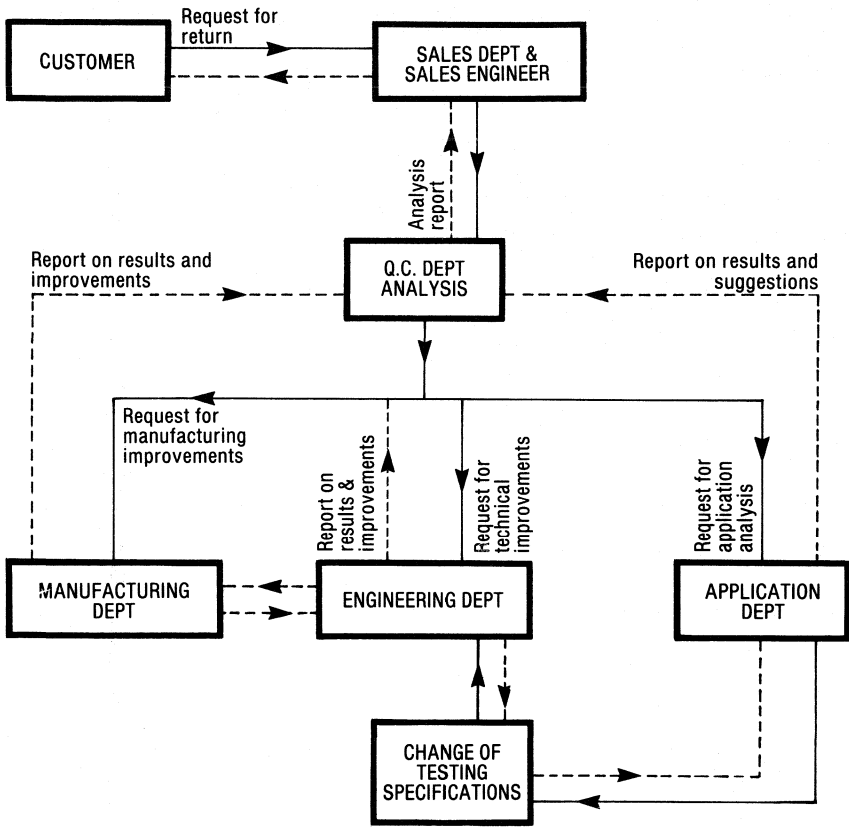 Request for
return
CUSTOMER
SALES DEPT &
SALES ENGINEER
Analysis
report
Report on results and
improvements
Q.C. DEPT
ANALYSIS
Report on results and
suggestions
Request for
manufacturing
improvements
Report on
results &
improvements
Request for
technical
improvements
Request for
application
analysis
MANUFACTURING
DEPT
ENGINEERING DEPT
APPLICATION
DEPT
CHANGE OF
TESTING
SPECIFICATIONS